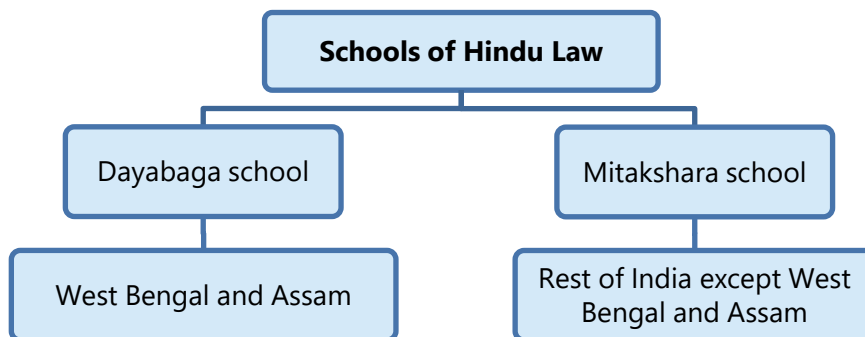 Schools of Hindu Law
Dayabaga school
Mitakshara school
West Bengal and Assam
Rest of India except West
Bengal and Assam